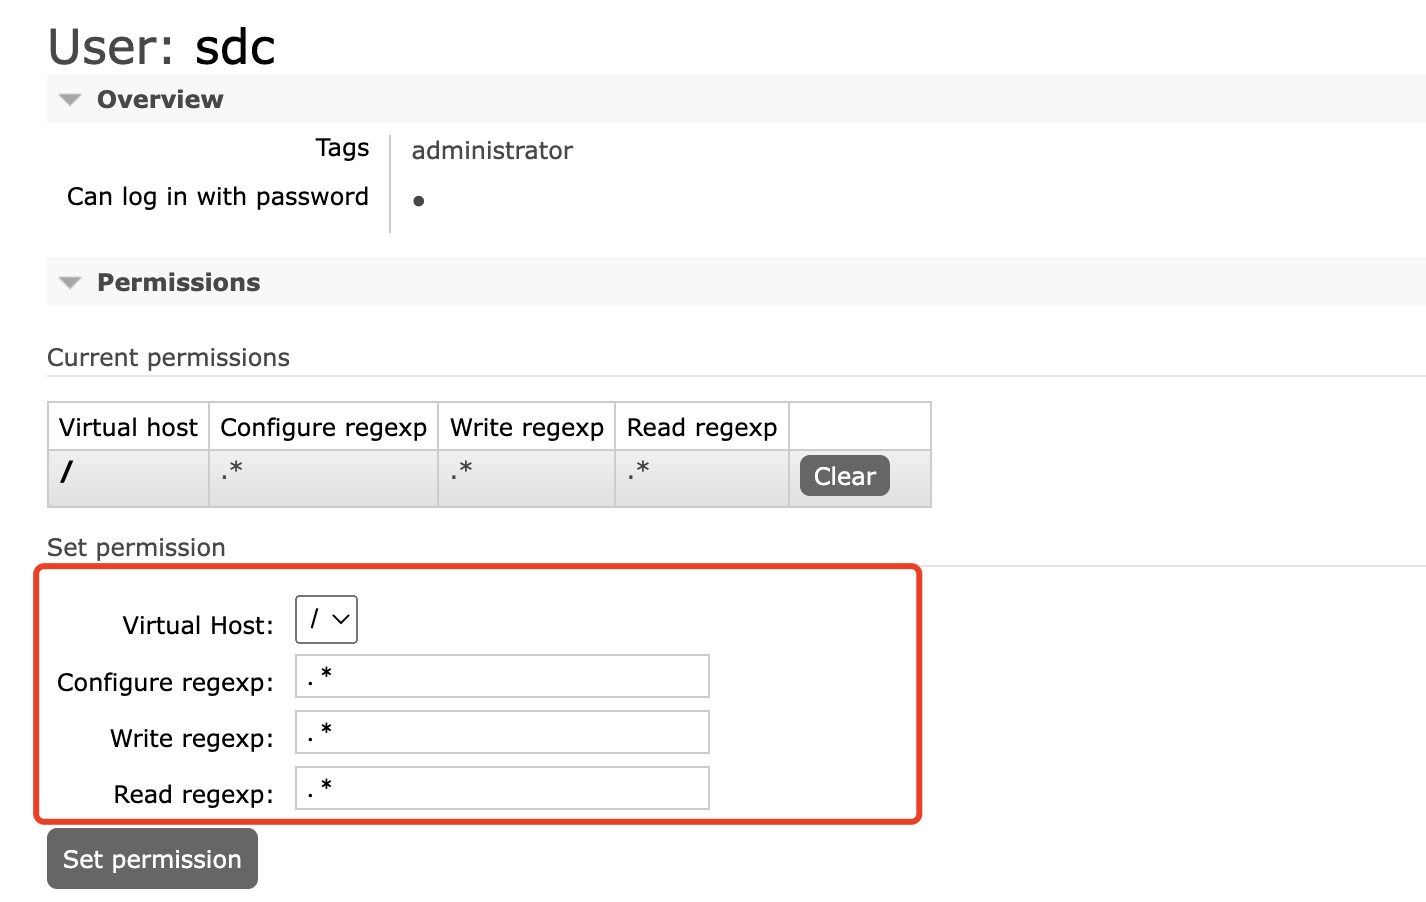 User: sdc
Overview
Tags administrator
Can log in with password •
Permissions
Current permissions
Virtual host Configure regexp Write regexp Read regexp
/ .* .* .* Clear
Set permission
Virtual Host: /
Configure regexp: .*
Write regexp: .*
Read regexp: .*
Set permission